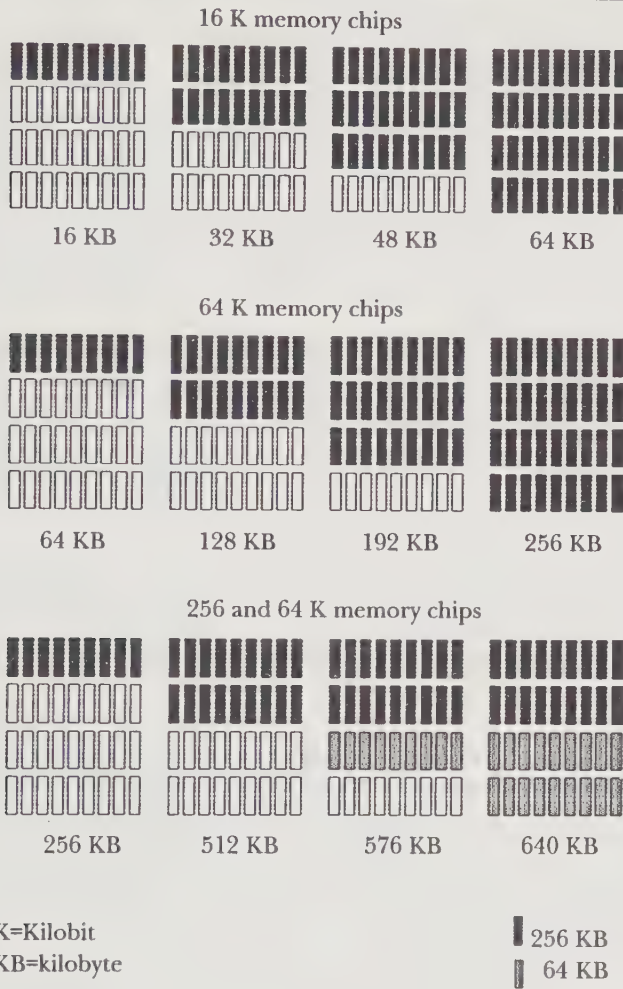 16 K memory chips
16 KB 32 KB 48 KB 64 KB
64 K memory chips
64 KB 128 KB 192 KB 256 KB
256 and 64 K memory chips
256 KB 512 KB 576 KB 640 KB
K=Kilobit
KB=kilobyte
256 KB
64 KB